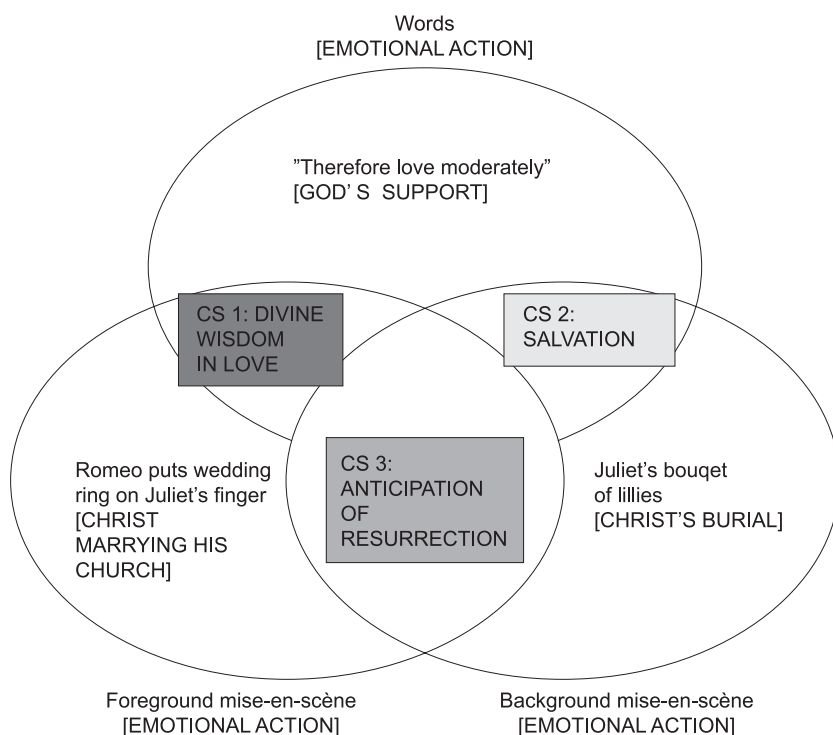 Words
[EMOTIONAL ACTION]
”Therefore love moderately”
[GOD’ S SUPPORT]
CS 1: DIVINE
WISDOM
IN LOVE
CS 2:
SALVATION
CS 3:
ANTICIPATION
OF
RESURRECTION
Romeo puts wedding
ring on Juliet’s finger
[CHRIST
MARRYING HIS
CHURCH]
Juliet’s bouqet
of lillies
[CHRIST’S BURIAL]
Foreground mise-en-scène
[EMOTIONAL ACTION]
Background mise-en-scène
[EMOTIONAL ACTION]